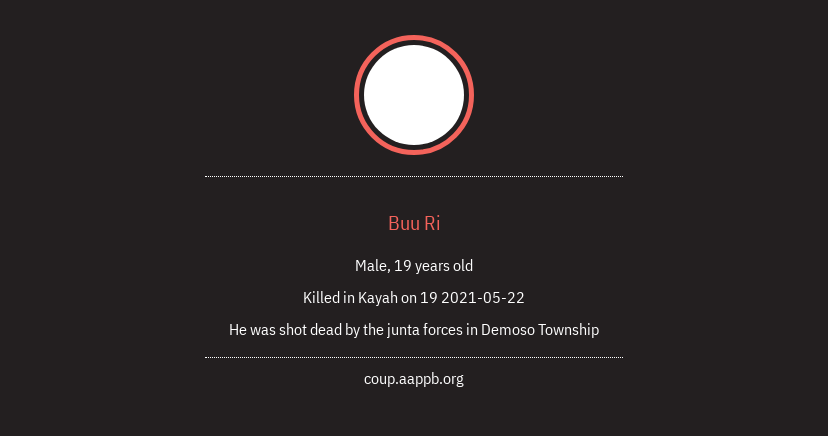 Buu Ri
Male, 19 years old
Killed in Kayah on 19 2021-05-22
He was shot dead by the junta forces in Demoso Township
coup.aappb.org